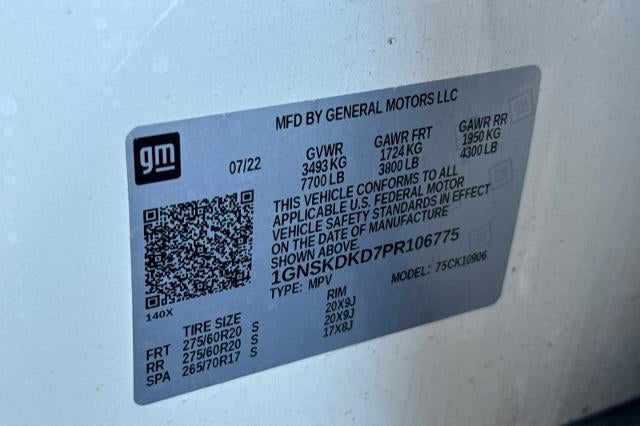 MFD BY GENERAL MOTORS LLC
gm
07/22
GVWR GAWR FRT GAWR RR
3493 KG 1724 KG 1950 KG
7700 LB 3800 LB 4300 LB
THIS VEHICLE CONFORMS TO ALL
APPLICABLE U.S. FEDERAL MOTOR
VEHICLE SAFETY STANDARDS IN EFFECT
ON THE DATE OF MANUFACTURE
SHOWN ABOVE.
1GNSKDKD7PR106775
TYPE: MPV MODEL: 75CK10906
140X
TIRE SIZE RIM
FRT 275/60R20 S 20X9J
RR 275/60R20 S 20X9J
SPA 265/70R17 S 17X8J